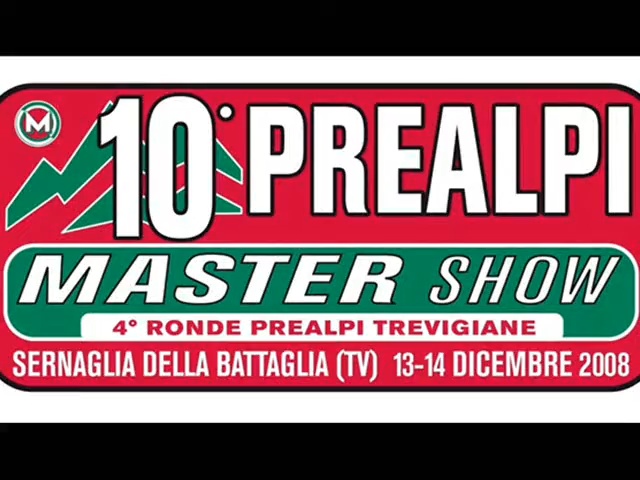 M
10° PREALPI
MASTER SHOW
4° RONDE PREALPI TREVIGIANE
SERNAGLIA DELLA BATTAGLIA (TV) 13-14 DICEMBRE 2008